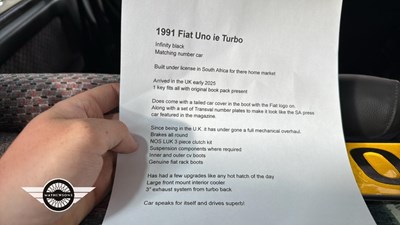 1991 Fiat Uno ie Turbo
Infinity black
Matching number car
Built under license in South Africa for there home market
Arrived in the UK early 2025
1 key fits all with original book pack present
Does come with a tailed car cover in the boot with the Fiat logo on.
Along with a set of Transval number plates to make it look like the SA press
car featured in the magazine.
Since being in the U.K. it has under gone a full mechanical overhaul.
Brakes all round
NOS LUK 3 piece clutch kit
Suspension components where required
inner and outer cv boots
Genuine fiat rack boots
Has had a few upgrades like any hot hatch of the day
Large front mount interior cooler
3" exhaust system from turbo back
Car speaks for itself and drives superb!